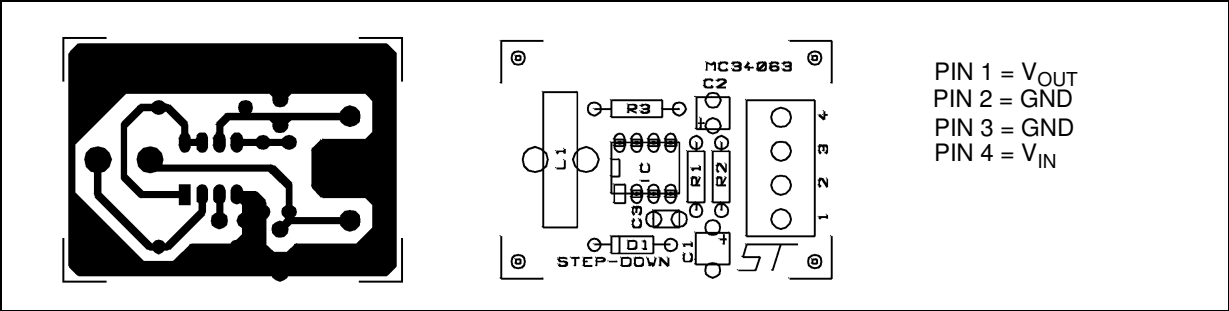 MC34063
C2
R3
+
L1
IC
R1
R2
4
3
2
1
C3
D1
C1
+
STEP-DOWN
ST
PIN 1 = VOUT
PIN 2 = GND
PIN 3 = GND
PIN 4 = VIN